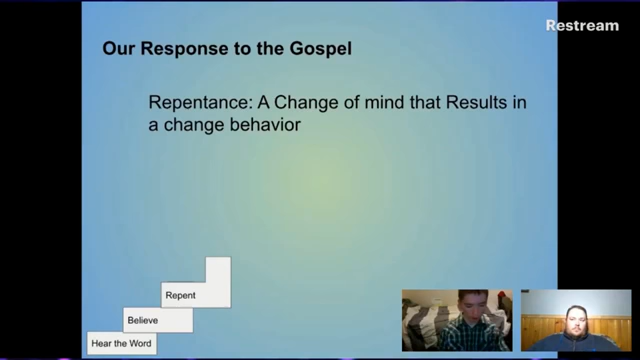 Restream
Our Response to the Gospel
Repentance: A Change of mind that Results in
a change behavior
Repent
Believe
Hear the Word